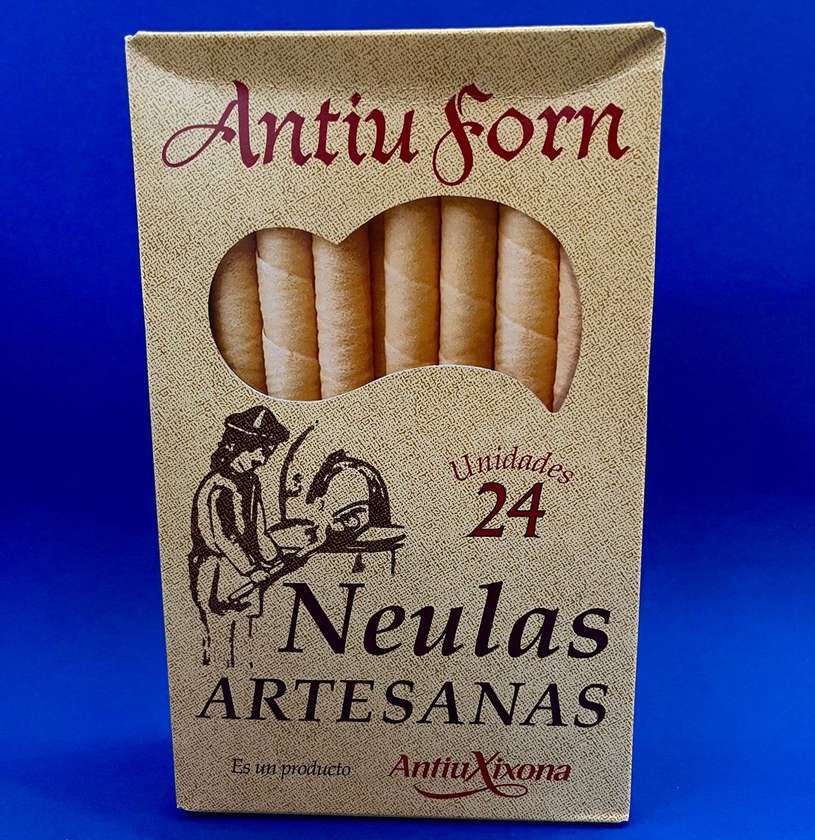 Antiu Forn
Unidades
24
Neulas
ARTESANAS
Es un producto AntiuXixona